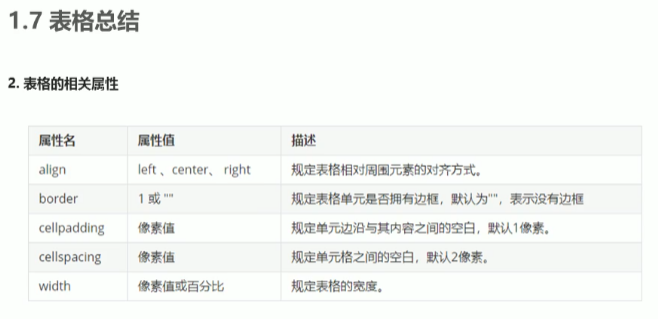 1.7 表格总结
2. 表格的相关属性
属性名 属性值 描述
align left 、center、 right 规定表格相对周围元素的对齐方式。
border 1 或 "" 规定表格单元是否拥有边框，默认为""，表示没有边框
cellpadding 像素值 规定单元边沿与其内容之间的空白，默认1像素。
cellspacing 像素值 规定单元格之间的空白，默认2像素。
width 像素值或百分比 规定表格的宽度。